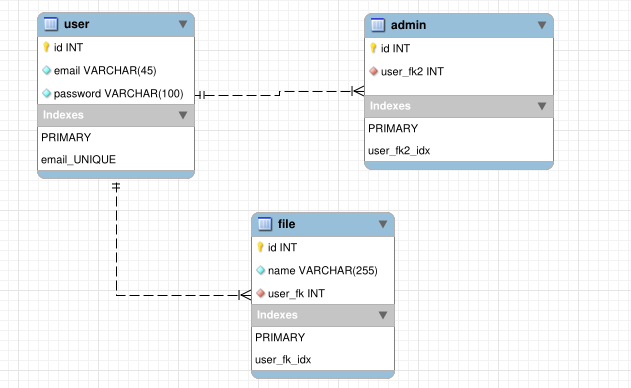 user
id INT
email VARCHAR(45)
password VARCHAR(100)
Indexes
PRIMARY
email_UNIQUE
admin
id INT
user_fk2 INT
Indexes
PRIMARY
user_fk2_idx
file
id INT
name VARCHAR(255)
user_fk INT
Indexes
PRIMARY
user_fk_idx